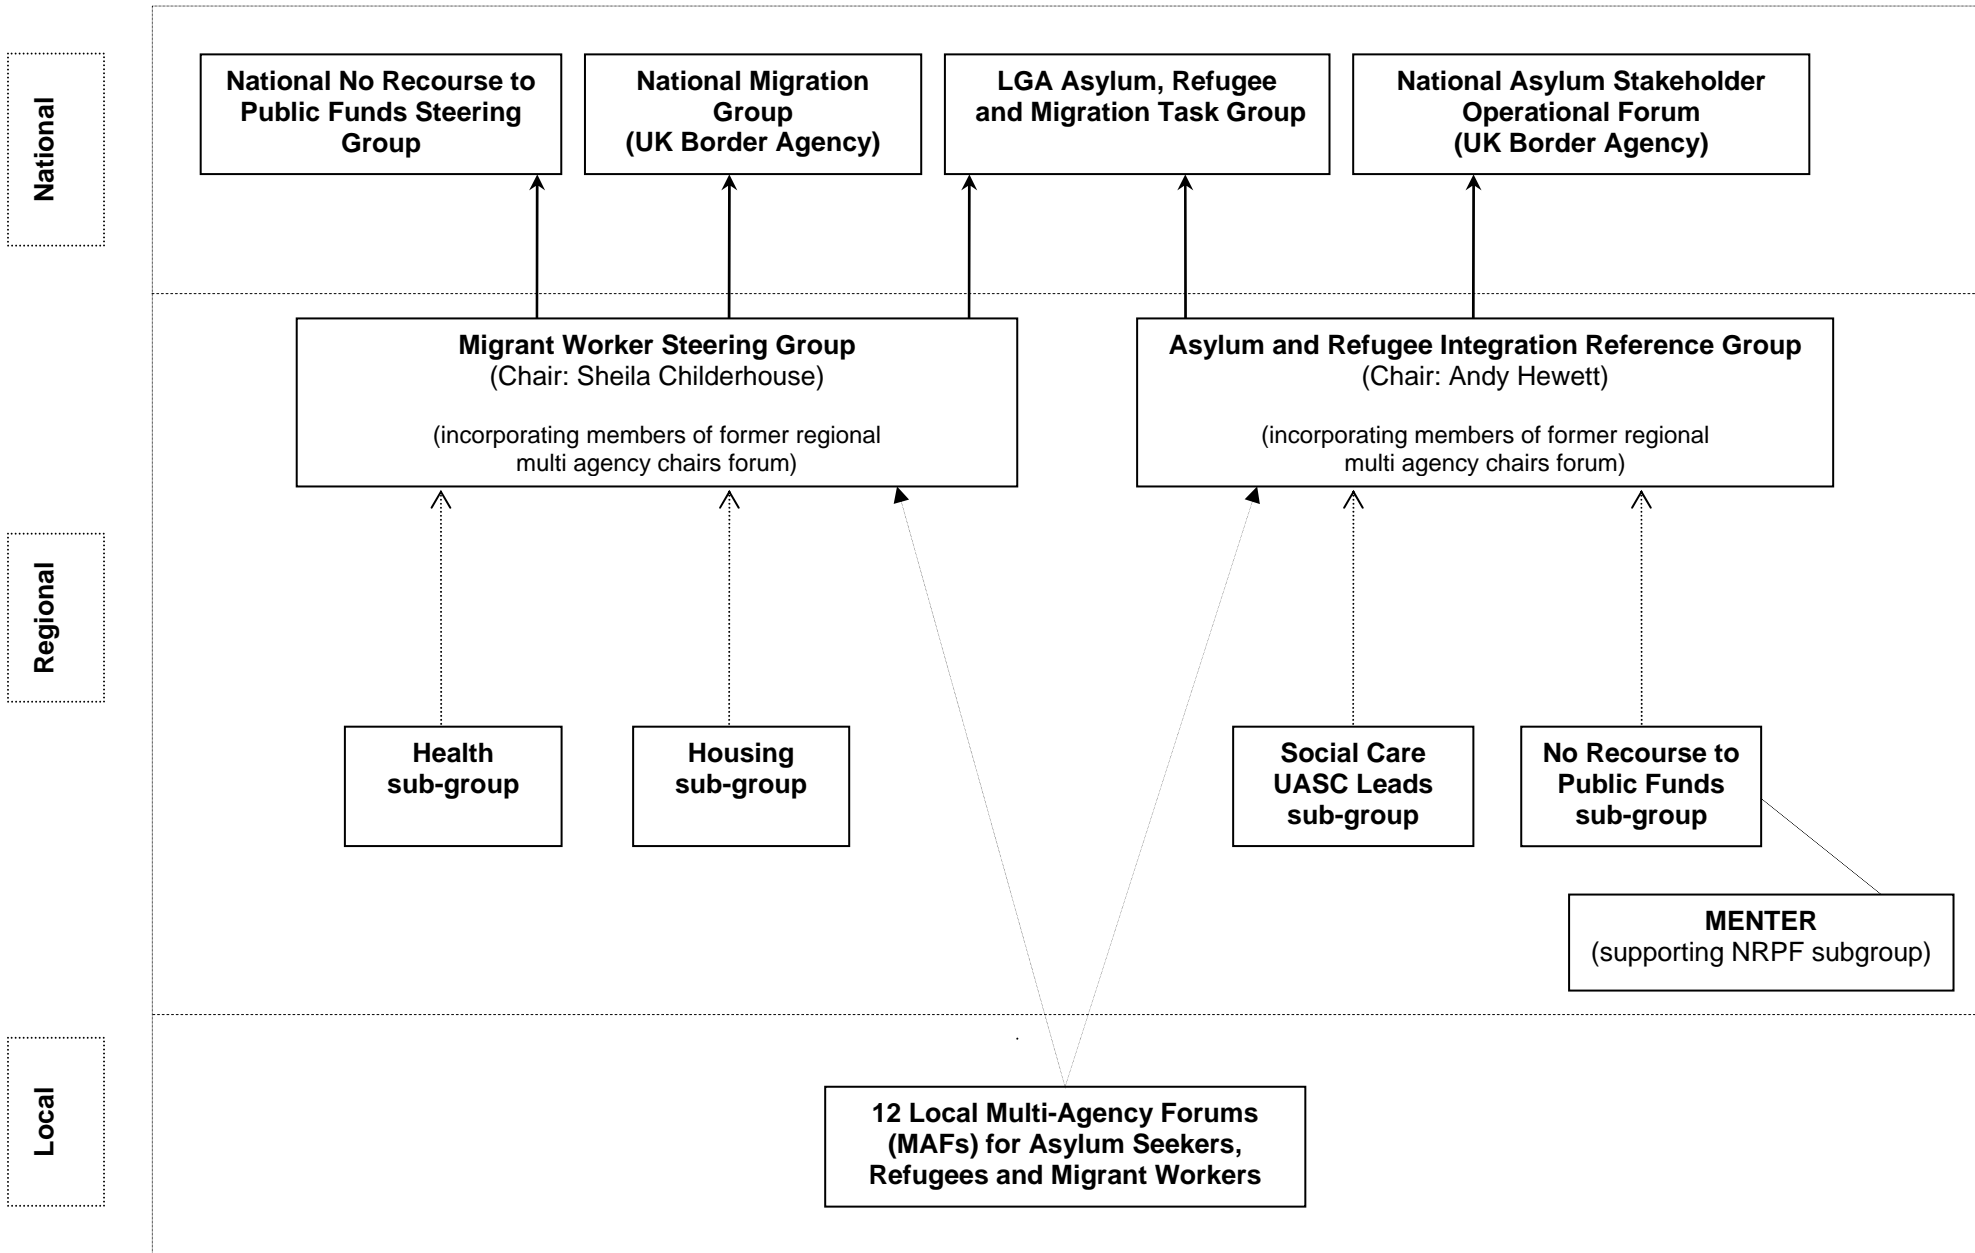 National
National No Recourse to
Public Funds Steering
Group
National Migration
Group
(UK Border Agency)
LGA Asylum, Refugee
and Migration Task Group
National Asylum Stakeholder
Operational Forum
(UK Border Agency)
Regional
Migrant Worker Steering Group
(Chair: Sheila Childerhouse)
(incorporating members of former regional
multi agency chairs forum)
Asylum and Refugee Integration Reference Group
(Chair: Andy Hewett)
(incorporating members of former regional
multi agency chairs forum)
Health
sub-group
Housing
sub-group
Social Care
UASC Leads
sub-group
No Recourse to
Public Funds
sub-group
MENTER
(supporting NRPF subgroup)
Local
12 Local Multi-Agency Forums
(MAFs) for Asylum Seekers,
Refugees and Migrant Workers